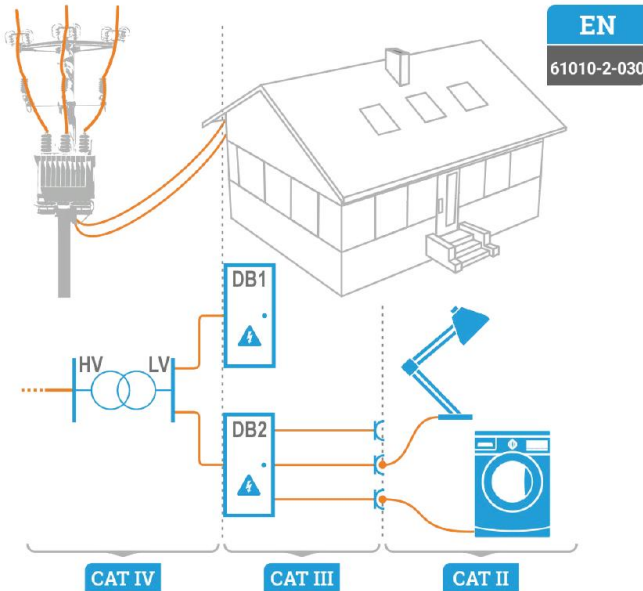 EN
61010-2-030
DB1
HV
LV
DB2
CAT IV
CAT III
CAT II